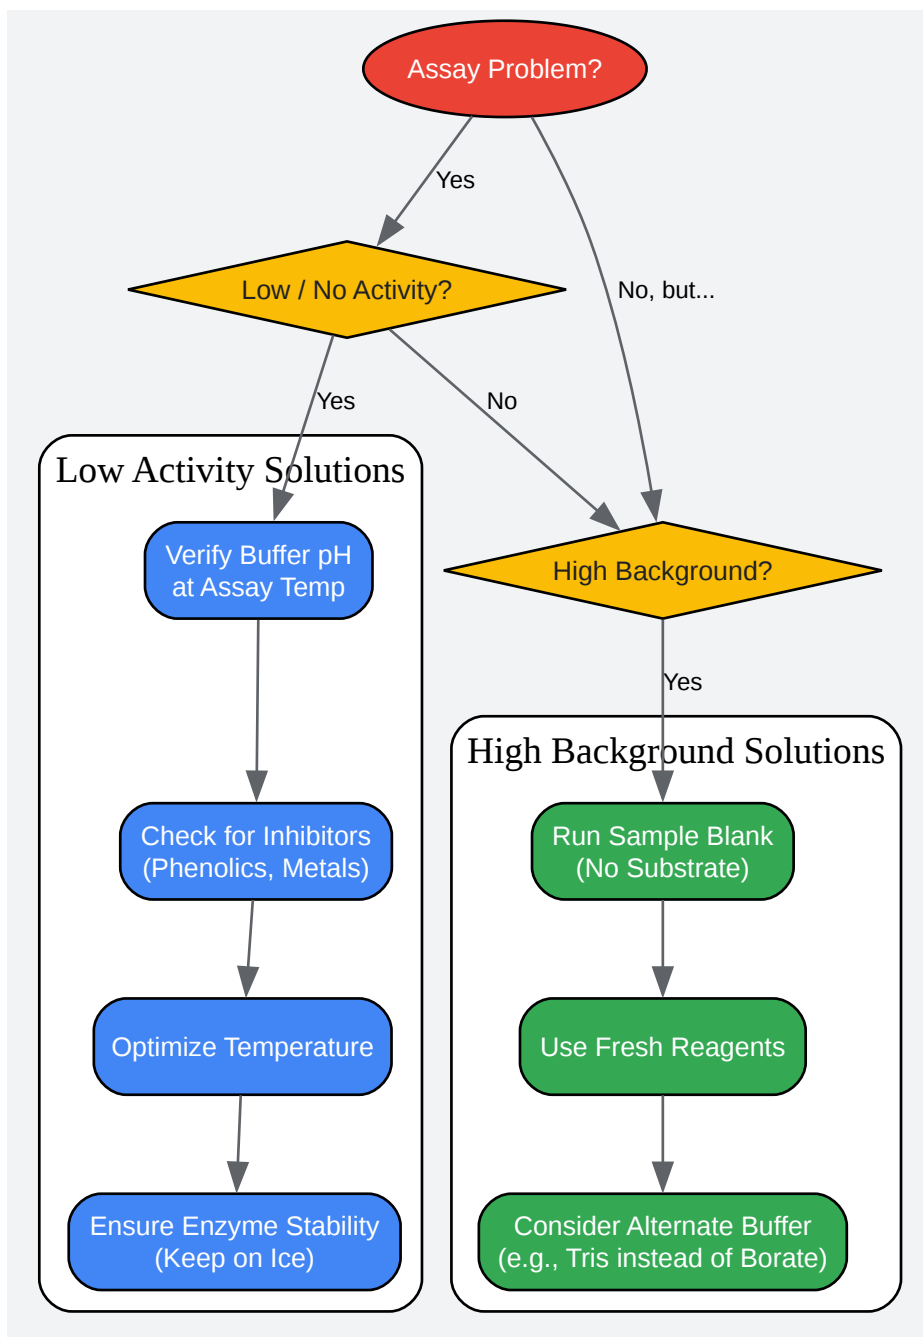 Assay Problem?
Yes
Low / No Activity?
No, but...
Yes
No
Low Activity Solutions
Verify Buffer pH
at Assay Temp
High Background?
Yes
High Background Solutions
Check for Inhibitors
(Phenolics, Metals)
Run Sample Blank
(No Substrate)
Optimize Temperature
Use Fresh Reagents
Ensure Enzyme Stability
(Keep on Ice)
Consider Alternate Buffer
(e.g., Tris instead of Borate)